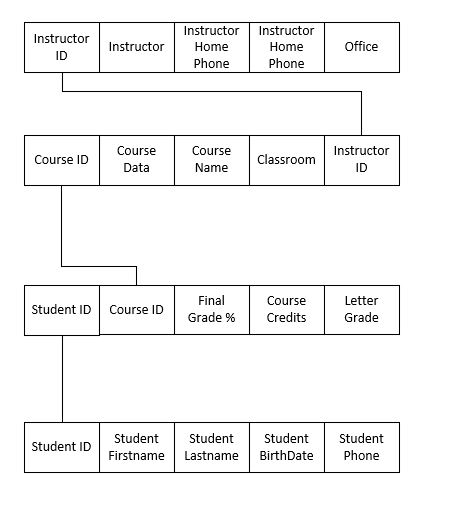 Instructor ID
Instructor
Instructor Home Phone
Instructor Home Phone
Office
Course ID
Course Data
Course Name
Classroom
Instructor ID
Student ID
Course ID
Final Grade %
Course Credits
Letter Grade
Student ID
Student Firstname
Student Lastname
Student BirthDate
Student Phone